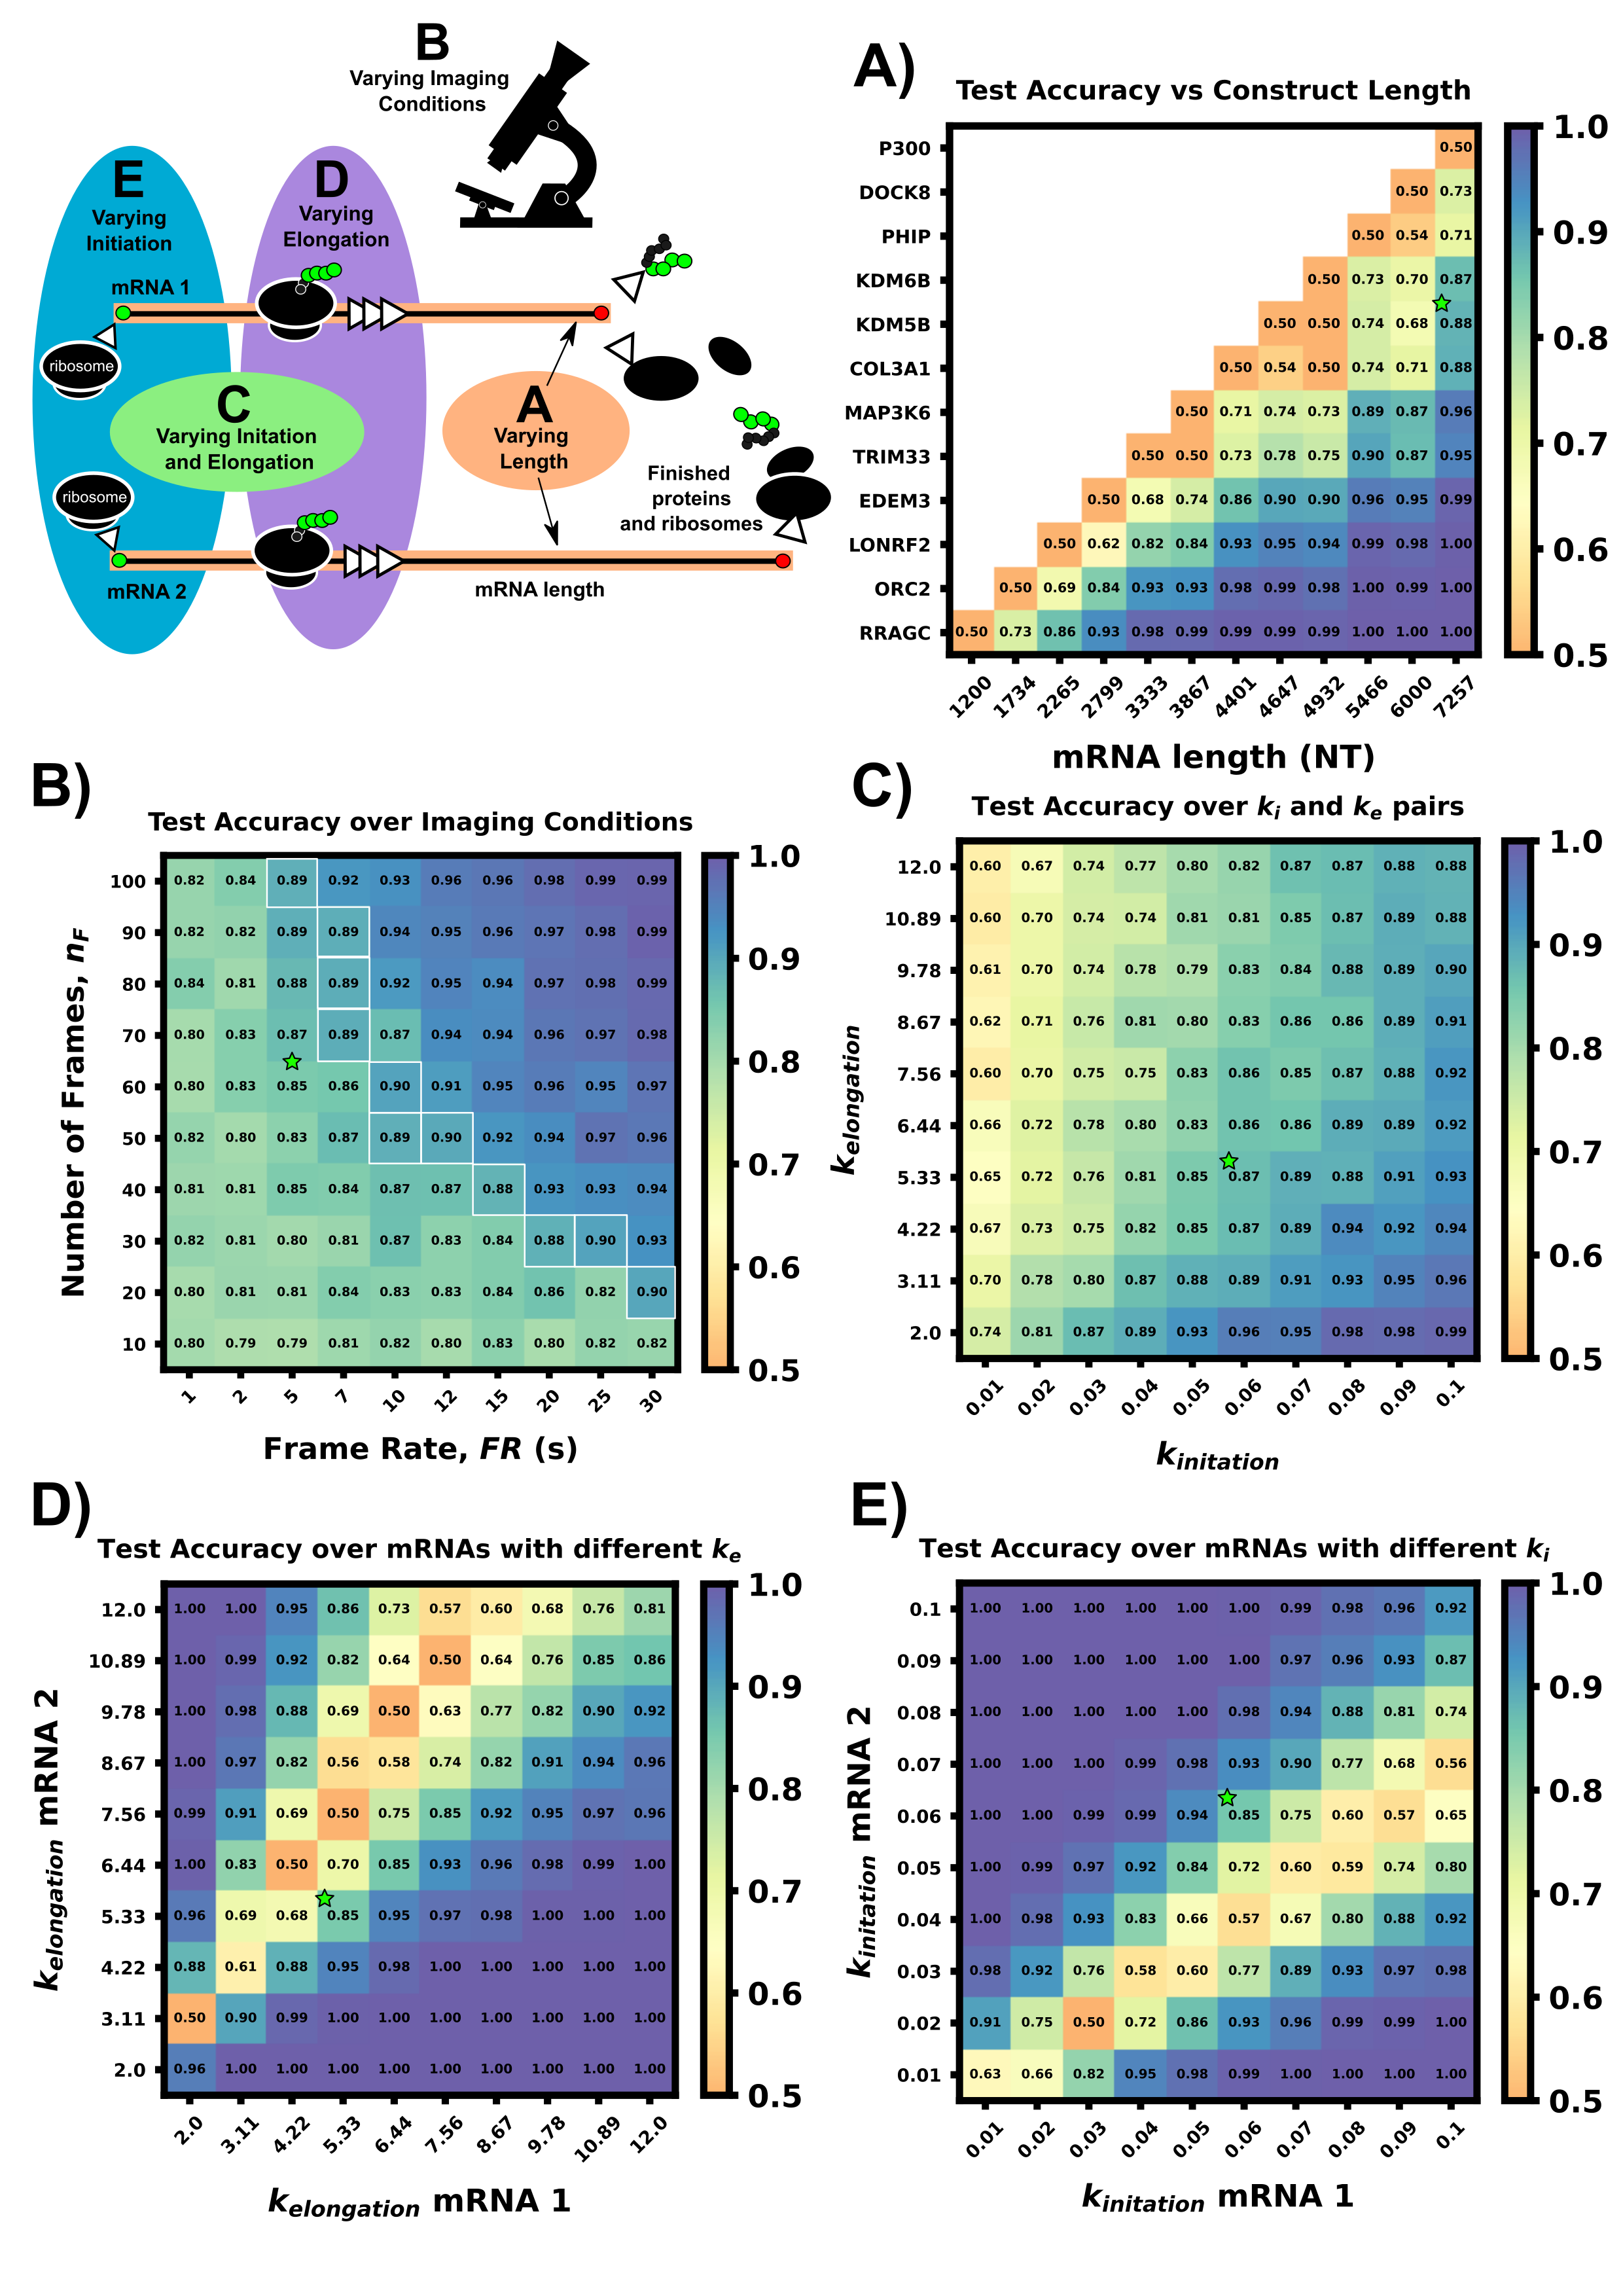 B
Varying Imaging
Conditions
E
Varying
Initiation
D
Varying
Elongation
mRNA 1
ribosome
C
Varying Initation
and Elongation
A
Varying
Length
ribosome
Finished
proteins
and ribosomes
mRNA 2
mRNA length
A)
Test Accuracy vs Construct Length
P300 0.50
DOCK8 0.50 0.73
PHIP 0.50 0.54 0.71
KDM6B 0.50 0.73 0.70 0.87
KDM5B 0.50 0.50 0.74 0.68 0.88
COL3A1 0.50 0.54 0.50 0.74 0.71 0.88
MAP3K6 0.50 0.71 0.74 0.73 0.89 0.87 0.96
TRIM33 0.50 0.50 0.73 0.78 0.75 0.90 0.87 0.95
EDEM3 0.50 0.68 0.74 0.86 0.90 0.90 0.96 0.95 0.99
LONRF2 0.50 0.62 0.82 0.84 0.93 0.95 0.94 0.99 0.98 1.00
ORC2 0.50 0.69 0.84 0.93 0.93 0.98 0.99 0.98 1.00 0.99 1.00
RRAGC 0.50 0.73 0.86 0.93 0.98 0.99 0.99 0.99 0.99 1.00 1.00 1.00
1200 1734 2265 2799 3333 3867 4401 4647 4932 5466 6000 7257
mRNA length (NT)
1.0
0.9
0.8
0.7
0.6
0.5
B)
Test Accuracy over Imaging Conditions
Number of Frames, nF
100 0.82 0.84 0.89 0.92 0.93 0.96 0.96 0.98 0.99 0.99
90 0.82 0.82 0.89 0.89 0.94 0.95 0.96 0.97 0.98 0.99
80 0.84 0.81 0.88 0.89 0.92 0.95 0.94 0.97 0.98 0.99
70 0.80 0.83 0.87 0.89 0.87 0.94 0.94 0.96 0.97 0.98
60 0.80 0.83 0.85 0.86 0.90 0.91 0.95 0.96 0.95 0.97
50 0.82 0.80 0.83 0.87 0.89 0.90 0.92 0.94 0.97 0.96
40 0.81 0.81 0.85 0.84 0.87 0.87 0.88 0.93 0.93 0.94
30 0.82 0.81 0.80 0.81 0.87 0.83 0.84 0.88 0.90 0.93
20 0.80 0.81 0.81 0.84 0.83 0.83 0.84 0.86 0.82 0.90
10 0.80 0.79 0.79 0.81 0.82 0.80 0.83 0.80 0.82 0.82
1 2 5 7 10 12 15 20 25 30
Frame Rate, FR (s)
1.0
0.9
0.8
0.7
0.6
0.5
C)
Test Accuracy over ki and ke pairs
kelongation
12.0 0.60 0.67 0.74 0.77 0.80 0.82 0.87 0.87 0.88 0.88
10.89 0.60 0.70 0.74 0.74 0.81 0.81 0.85 0.87 0.89 0.88
9.78 0.61 0.70 0.74 0.78 0.79 0.83 0.84 0.88 0.89 0.90
8.67 0.62 0.71 0.76 0.81 0.80 0.83 0.86 0.86 0.89 0.91
7.56 0.60 0.70 0.75 0.75 0.83 0.86 0.85 0.87 0.88 0.92
6.44 0.66 0.72 0.78 0.80 0.83 0.86 0.86 0.89 0.89 0.92
5.33 0.65 0.72 0.76 0.81 0.85 0.87 0.89 0.88 0.91 0.93
4.22 0.67 0.73 0.75 0.82 0.85 0.87 0.89 0.94 0.92 0.94
3.11 0.70 0.78 0.80 0.87 0.88 0.89 0.91 0.93 0.95 0.96
2.0 0.74 0.81 0.87 0.89 0.93 0.96 0.95 0.98 0.98 0.99
0.01 0.02 0.03 0.04 0.05 0.06 0.07 0.08 0.09 0.1
kinitation
1.0
0.9
0.8
0.7
0.6
0.5
D)
Test Accuracy over mRNAs with different ke
kelongation mRNA 2
12.0 1.00 1.00 0.95 0.86 0.73 0.57 0.60 0.68 0.76 0.81
10.89 1.00 0.99 0.92 0.82 0.64 0.50 0.64 0.76 0.85 0.86
9.78 1.00 0.98 0.88 0.69 0.50 0.63 0.77 0.82 0.90 0.92
8.67 1.00 0.97 0.82 0.56 0.58 0.74 0.82 0.91 0.94 0.96
7.56 0.99 0.91 0.69 0.50 0.75 0.85 0.92 0.95 0.97 0.96
6.44 1.00 0.83 0.50 0.70 0.85 0.93 0.96 0.98 0.99 1.00
5.33 0.96 0.69 0.68 0.85 0.95 0.97 0.98 1.00 1.00 1.00
4.22 0.88 0.61 0.88 0.95 0.98 1.00 1.00 1.00 1.00 1.00
3.11 0.50 0.90 0.99 1.00 1.00 1.00 1.00 1.00 1.00 1.00
2.0 0.96 1.00 1.00 1.00 1.00 1.00 1.00 1.00 1.00 1.00
2.0 3.11 4.22 5.33 6.44 7.56 8.67 9.78 10.89 12.0
kelongation mRNA 1
1.0
0.9
0.8
0.7
0.6
0.5
E)
Test Accuracy over mRNAs with different ki
kinitation mRNA 2
0.1 1.00 1.00 1.00 1.00 1.00 1.00 0.99 0.98 0.96 0.92
0.09 1.00 1.00 1.00 1.00 1.00 1.00 0.97 0.96 0.93 0.87
0.08 1.00 1.00 1.00 1.00 1.00 0.98 0.94 0.88 0.81 0.74
0.07 1.00 1.00 1.00 0.99 0.98 0.93 0.90 0.77 0.68 0.56
0.06 1.00 1.00 0.99 0.99 0.94 0.85 0.75 0.60 0.57 0.65
0.05 1.00 0.99 0.97 0.92 0.84 0.72 0.60 0.59 0.74 0.80
0.04 1.00 0.98 0.93 0.83 0.66 0.57 0.67 0.80 0.88 0.92
0.03 0.98 0.92 0.76 0.58 0.60 0.77 0.89 0.93 0.97 0.98
0.02 0.91 0.75 0.50 0.72 0.86 0.93 0.96 0.99 0.99 1.00
0.01 0.63 0.66 0.82 0.95 0.98 0.99 1.00 1.00 1.00 1.00
0.01 0.02 0.03 0.04 0.05 0.06 0.07 0.08 0.09 0.1
kinitation mRNA 1
1.0
0.9
0.8
0.7
0.6
0.5